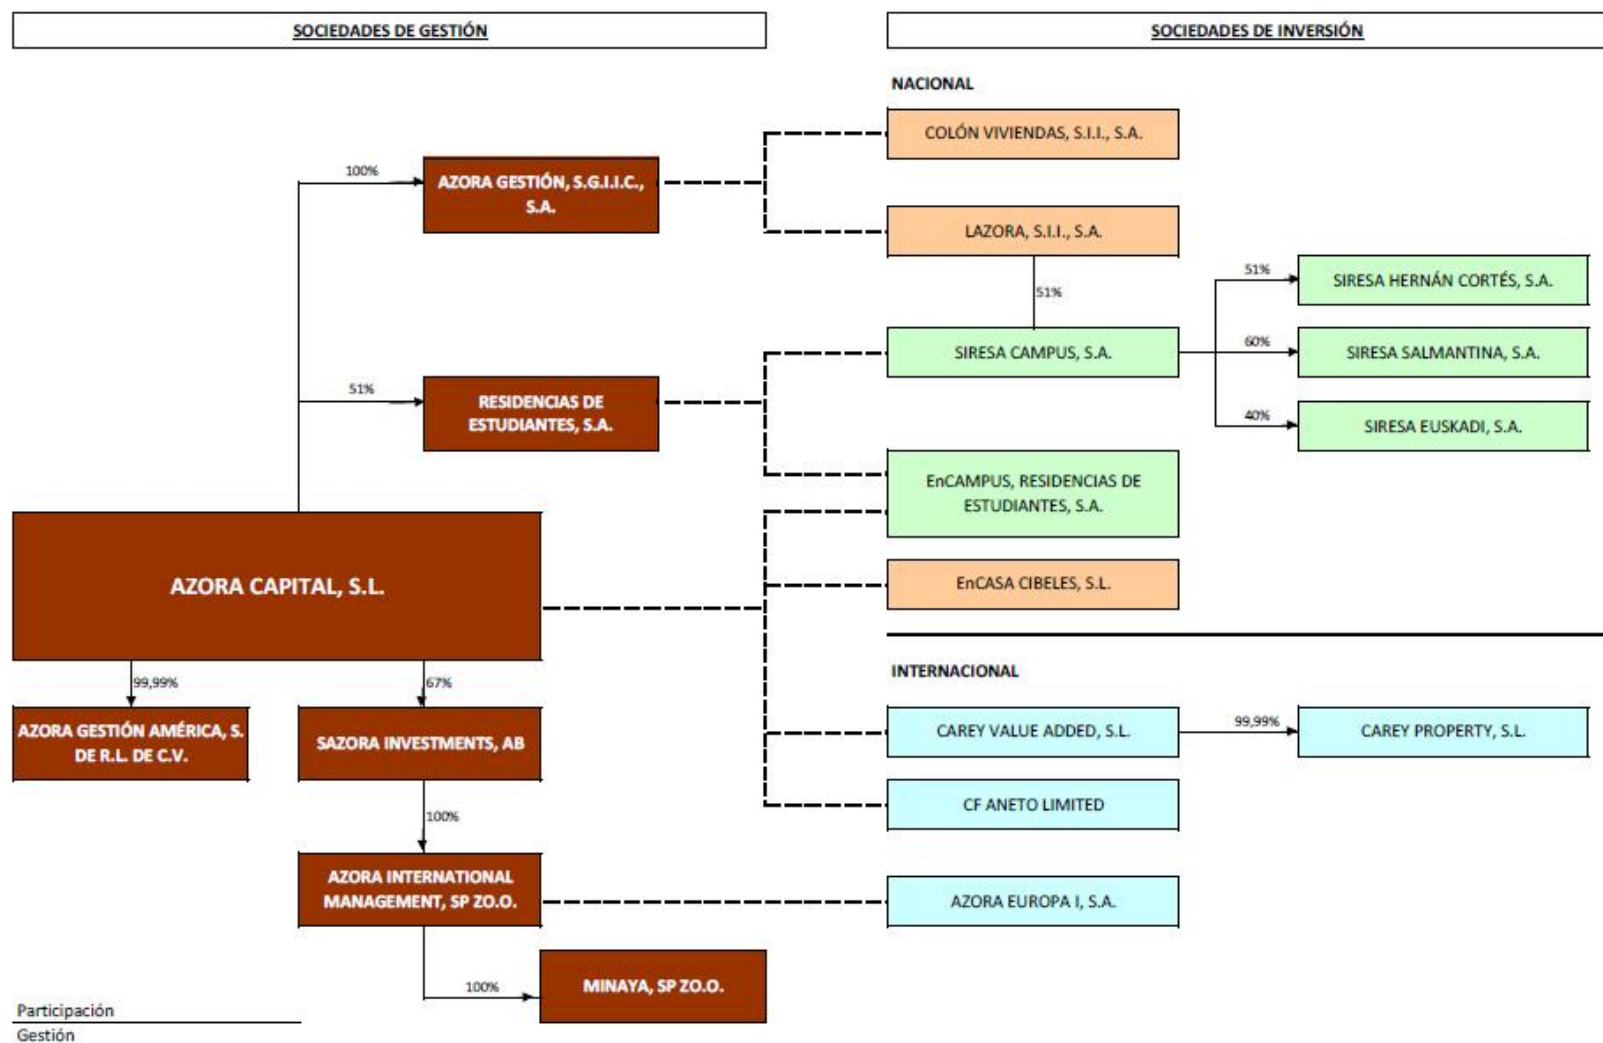 SOCIEDADES DE GESTIÓN
SOCIEDADES DE INVERSIÓN
NACIONAL
COLÓN VIVIENDAS, S.I.I., S.A.
100%
AZORA GESTIÓN, S.G.I.I.C.,
S.A.
LAZORA, S.I.I., S.A.
51%
51%
SIRESA HERNÁN CORTÉS, S.A.
SIRESA CAMPUS, S.A.
60%
SIRESA SALMANTINA, S.A.
51%
RESIDENCIAS DE
ESTUDIANTES, S.A.
40%
SIRESA EUSKADI, S.A.
EnCAMPUS, RESIDENCIAS DE
ESTUDIANTES, S.A.
AZORA CAPITAL, S.L.
EnCASA CIBELES, S.L.
INTERNACIONAL
99,99%
67%
AZORA GESTIÓN AMÉRICA, S.
DE R.L. DE C.V.
SAZORA INVESTMENTS, AB
CAREY VALUE ADDED, S.L.
99,99%
CAREY PROPERTY, S.L.
CF ANETO LIMITED
100%
AZORA INTERNATIONAL
MANAGEMENT, SP ZO.O.
AZORA EUROPA I, S.A.
100%
MINAYA, SP ZO.O.
Participación
Gestión